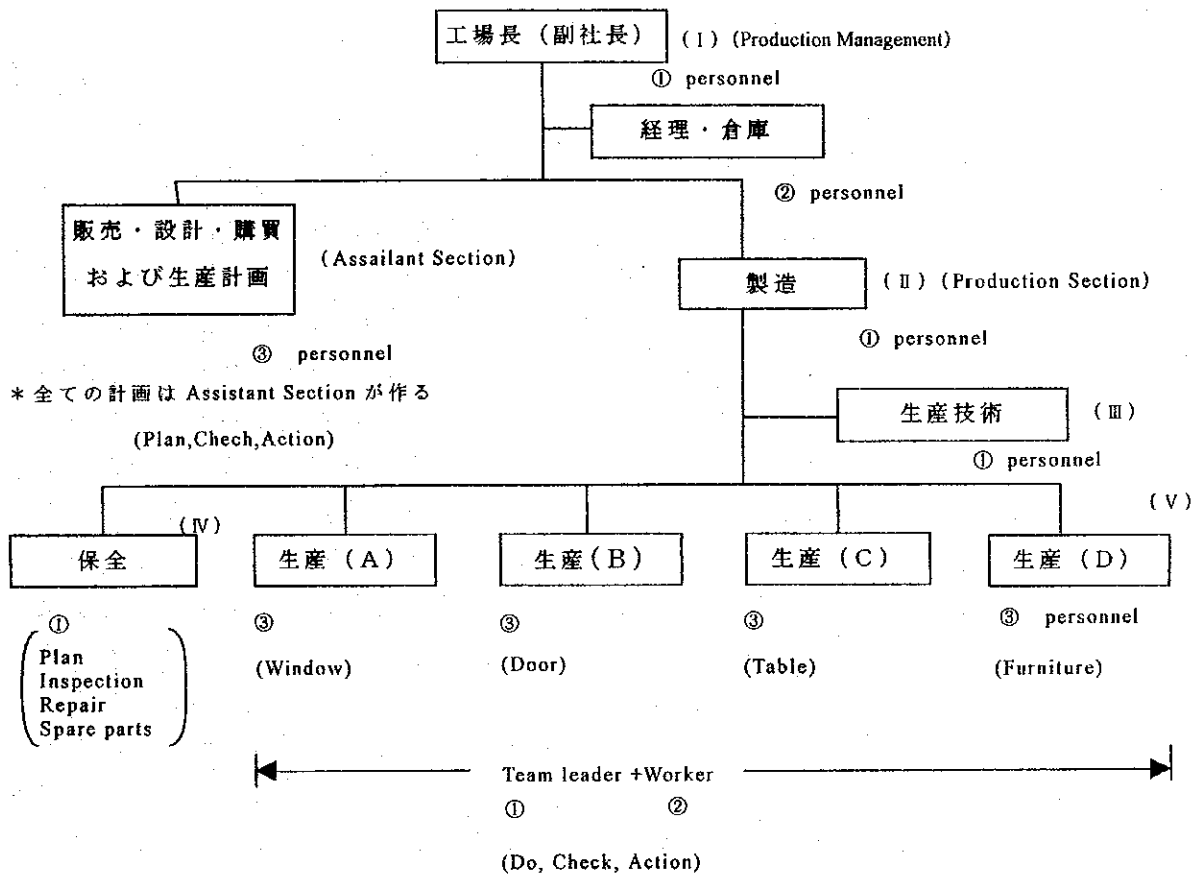 工場長（副社長） （Ⅰ）(Production Management)
① personnel
経理・倉庫
② personnel
販売・設計・購買
および生産計画
(Assailant Section)
製造 （Ⅱ）(Production Section)
③ personnel
① personnel
＊全ての計画は Assistant Section が作る
(Plan,Chech,Action)
生産技術 （Ⅲ）
① personnel
（Ⅳ） （Ⅴ）
保全 生産（A） 生産（B） 生産（C） 生産（D）
① ③ ③ ③ ③ personnel
Plan
Inspection
Repair
Spare parts
(Window) (Door) (Table) (Furniture)
Team leader +Worker
① ②
(Do, Check, Action)